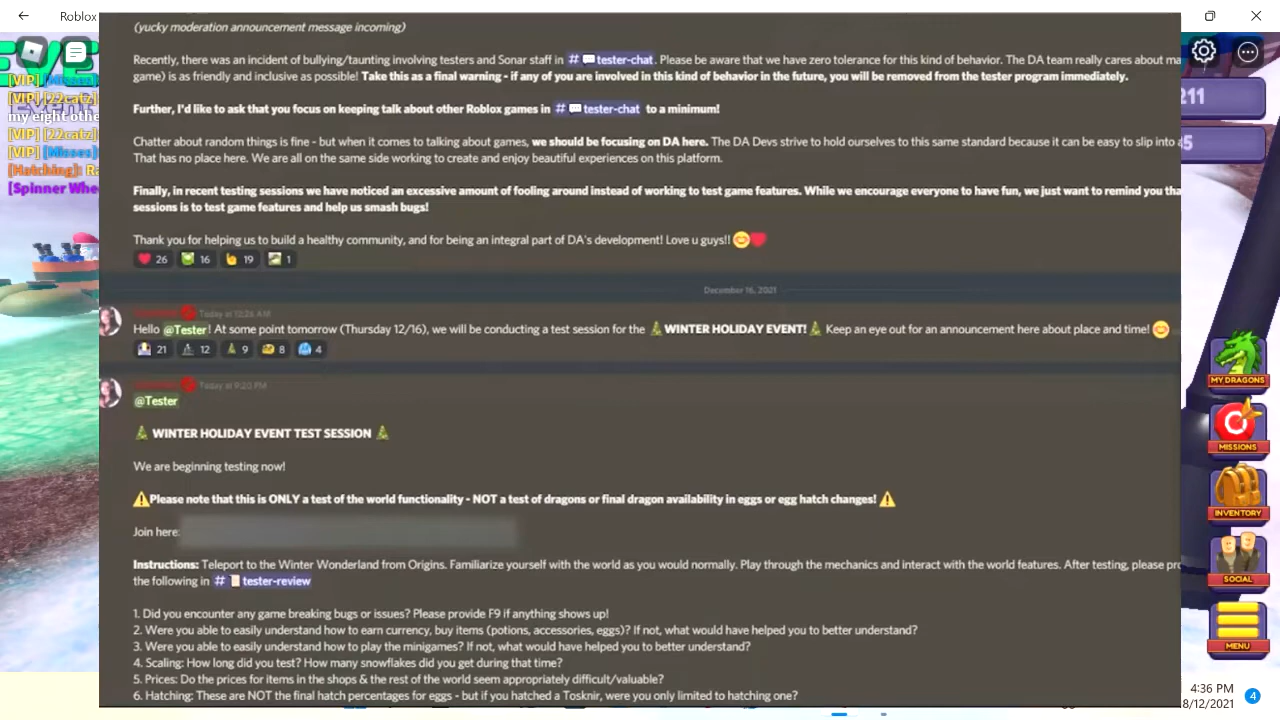 Roblox
(yucky moderation announcement message incoming)
Recently, there was an incident of bullying/taunting involving testers and Sonar staff in # tester-chat. Please be aware that we have zero tolerance for this kind of behavior. The DA team really cares about ma
game) is as friendly and inclusive as possible! Take this as a final warning - if any of you are involved in this kind of behavior in the future, you will be removed from the tester program immediately.
Further, I'd like to ask that you focus on keeping talk about other Roblox games in # tester-chat to a minimum!
Chatter about random things is fine - but when it comes to talking about games, we should be focusing on DA here. The DA Devs strive to hold ourselves to this same standard because it can be easy to slip into
That has no place here. We are all on the same side working to create and enjoy beautiful experiences on this platform.
Finally, in recent testing sessions we have noticed an excessive amount of fooling around instead of working to test game features. While we encourage everyone to have fun, we just want to remind you tha
sessions is to test game features and help us smash bugs!
Thank you for helping us to build a healthy community, and for being an integral part of DA's development! Love u guys!! 😊❤️
26 16 19 1
December 16, 2021
Today at 12:26 AM
Hello @Tester! At some point tomorrow (Thursday 12/16), we will be conducting a test session for the 🎄WINTER HOLIDAY EVENT!🎄 Keep an eye out for an announcement here about place and time! 😊
21 12 9 8 4
Today at 9:20 PM
@Tester
🎄 WINTER HOLIDAY EVENT TEST SESSION 🎄
We are beginning testing now!
⚠️Please note that this is ONLY a test of the world functionality - NOT a test of dragons or final dragon availability in eggs or egg hatch changes! ⚠️
Join here:
Instructions: Teleport to the Winter Wonderland from Origins. Familiarize yourself with the world as you would normally. Play through the mechanics and interact with the world features. After testing, please pro
the following in # tester-review
1. Did you encounter any game breaking bugs or issues? Please provide F9 if anything shows up!
2. Were you able to easily understand how to earn currency, buy items (potions, accessories, eggs)? If not, what would have helped you to better understand?
3. Were you able to easily understand how to play the minigames? If not, what would have helped you to better understand?
4. Scaling: How long did you test? How many snowflakes did you get during that time?
5. Prices: Do the prices for items in the shops & the rest of the world seem appropriately difficult/valuable?
6. Hatching: These are NOT the final hatch percentages for eggs - but if you hatched a Tosknir, were you only limited to hatching one?
[VIP] [Nisses]
[VIP] [22catz]
my eight othe
[VIP] [22catz]
[VIP] [Nisses]
[Hatching]: Ra
[Spinner Whe
211
5
MY DRAGONS
MISSIONS
INVENTORY
SOCIAL
MENU
4:36 PM
8/12/2021
4